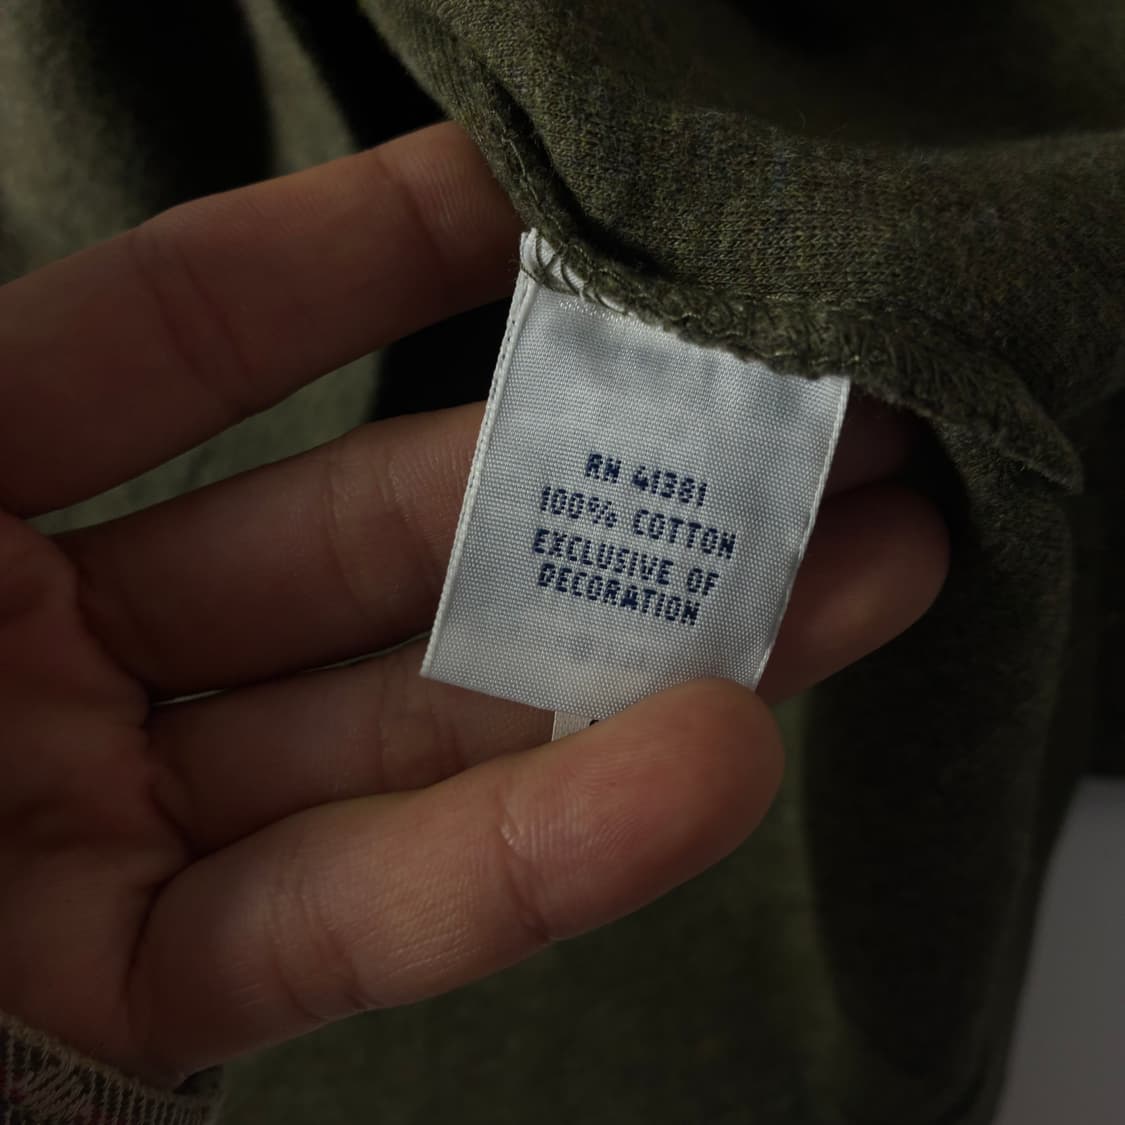 RN 41381
100% COTTON
EXCLUSIVE OF
DECORATION